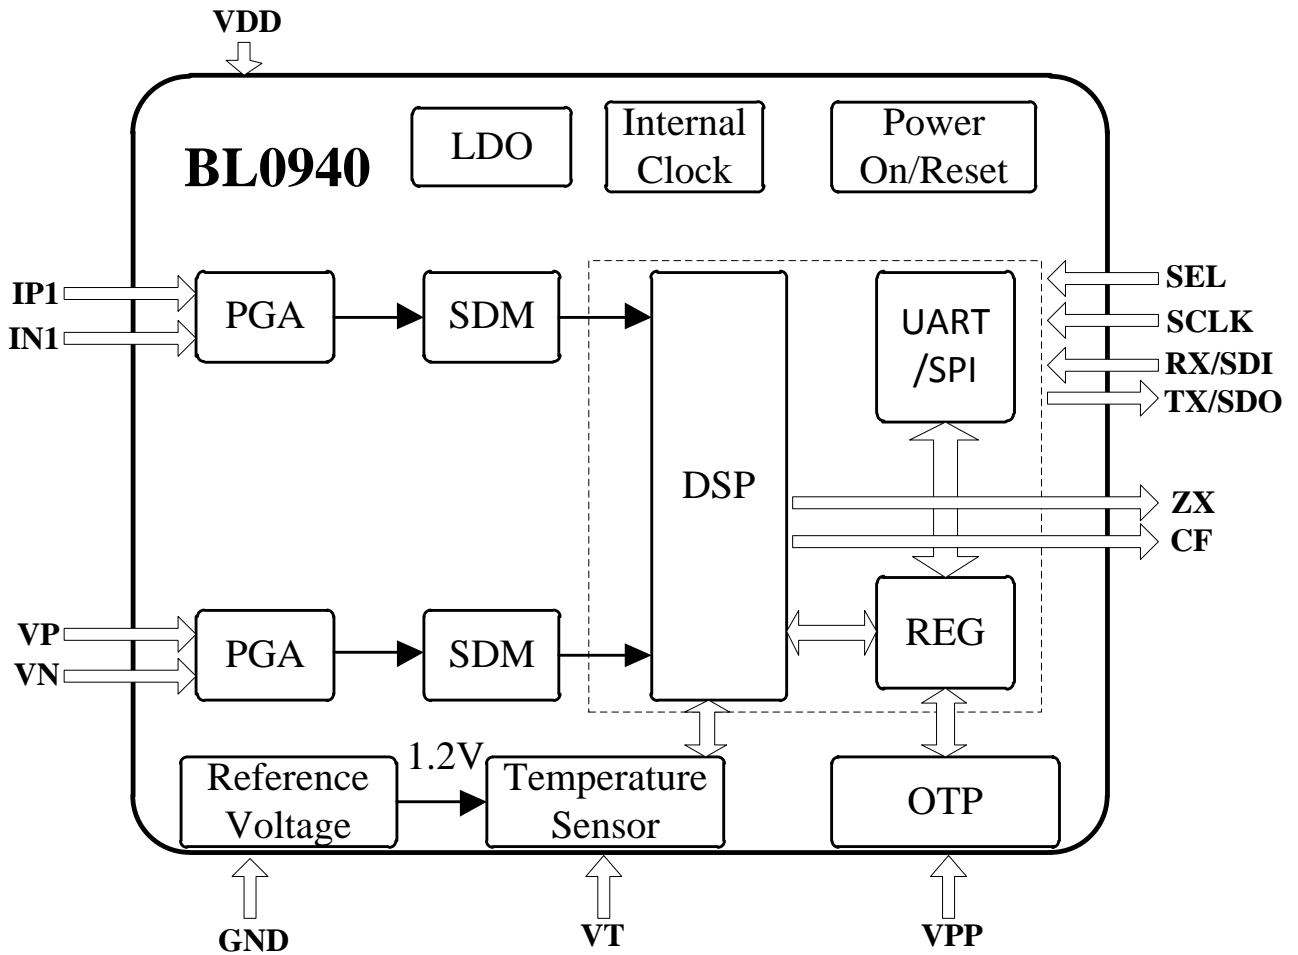 VDD
BL0940
LDO
Internal
Clock
Power
On/Reset
IP1
IN1
PGA
SDM
DSP
UART
/SPI
SEL
SCLK
RX/SDI
TX/SDO
ZX
CF
VP
VN
PGA
SDM
REG
Reference
Voltage
1.2V
Temperature
Sensor
OTP
GND
VT
VPP